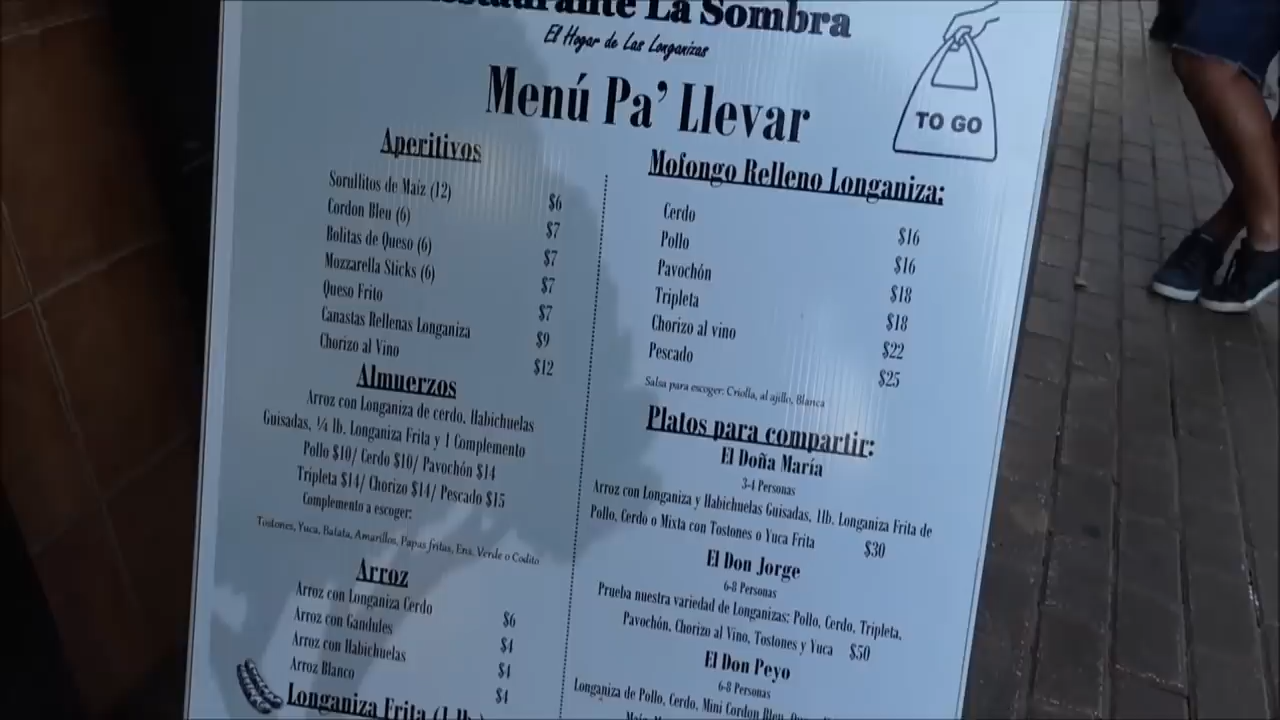 La Sombra
El Hogar de Las Longanizas
Menú Pa' Llevar
TO GO
Aperitivos
Sorullitos de Maíz (12) $6
Cordon Bleu (6) $7
Bolitas de Queso (6) $7
Mozzarella Sticks (6) $7
Queso Frito $7
Canastas Rellenas Longaniza $9
Chorizo al Vino $12
Almuerzos
Arroz con Longaniza de cerdo, Habichuelas
Guisadas, ¼ lb. Longaniza Frita y 1 Complemento
Pollo $10/ Cerdo $10/ Pavochón $14
Tripleta $14/ Chorizo $14/ Pescado $15
Complemento a escoger:
Tostones, Yuca, Batata, Amarillos, Papas fritas, Ens. Verde o Codito
Arroz
Arroz con Longaniza Cerdo $6
Arroz con Gandules $4
Arroz con Habichuelas $4
Arroz Blanco $4
Longaniza Frita (1 lb.)
Mofongo Relleno Longaniza:
Cerdo $16
Pollo $16
Pavochón $18
Tripleta $18
Chorizo al vino $22
Pescado $25
Salsa para escoger: Criolla, al ajillo, Blanca
Platos para compartir:
El Doña María
3-4 Personas
Arroz con Longaniza y Habichuelas Guisadas, 1lb. Longaniza Frita de
Pollo, Cerdo o Mixta con Tostones o Yuca Frita $30
El Don Jorge
6-8 Personas
Prueba nuestra variedad de Longanizas; Pollo, Cerdo, Tripleta,
Pavochón, Chorizo al Vino, Tostones y Yuca $50
El Don Peyo
6-8 Personas
Longaniza de Pollo, Cerdo, Mini Cordon Bleu,